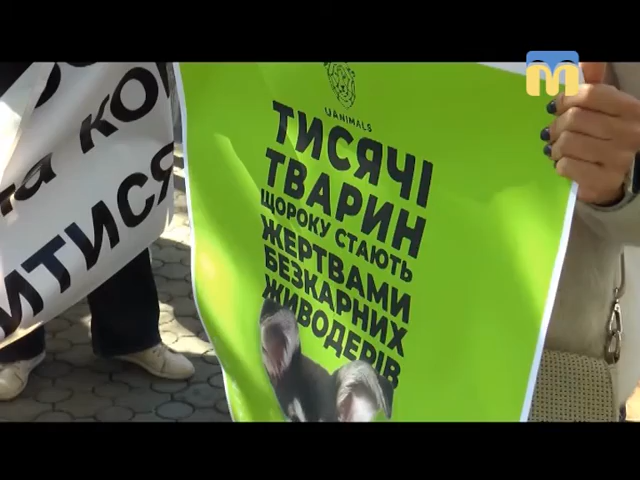 UANIMALS
ТИСЯЧІ
ТВАРИН
ЩОРОКУ СТАЮТЬ
ЖЕРТВАМИ
БЕЗКАРНИХ
ЖИВОДЕРІВ